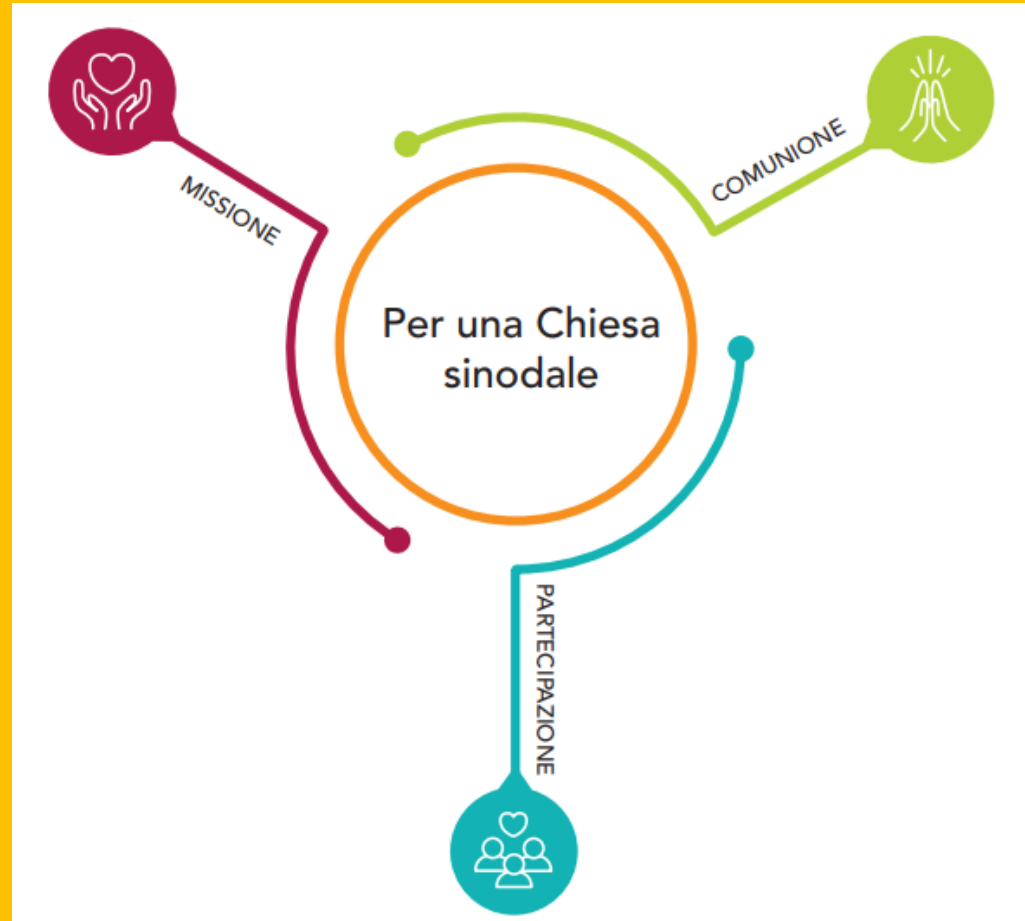 MISSIONE
COMUNIONE
Per una Chiesa
sinodale
PARTECIPAZIONE